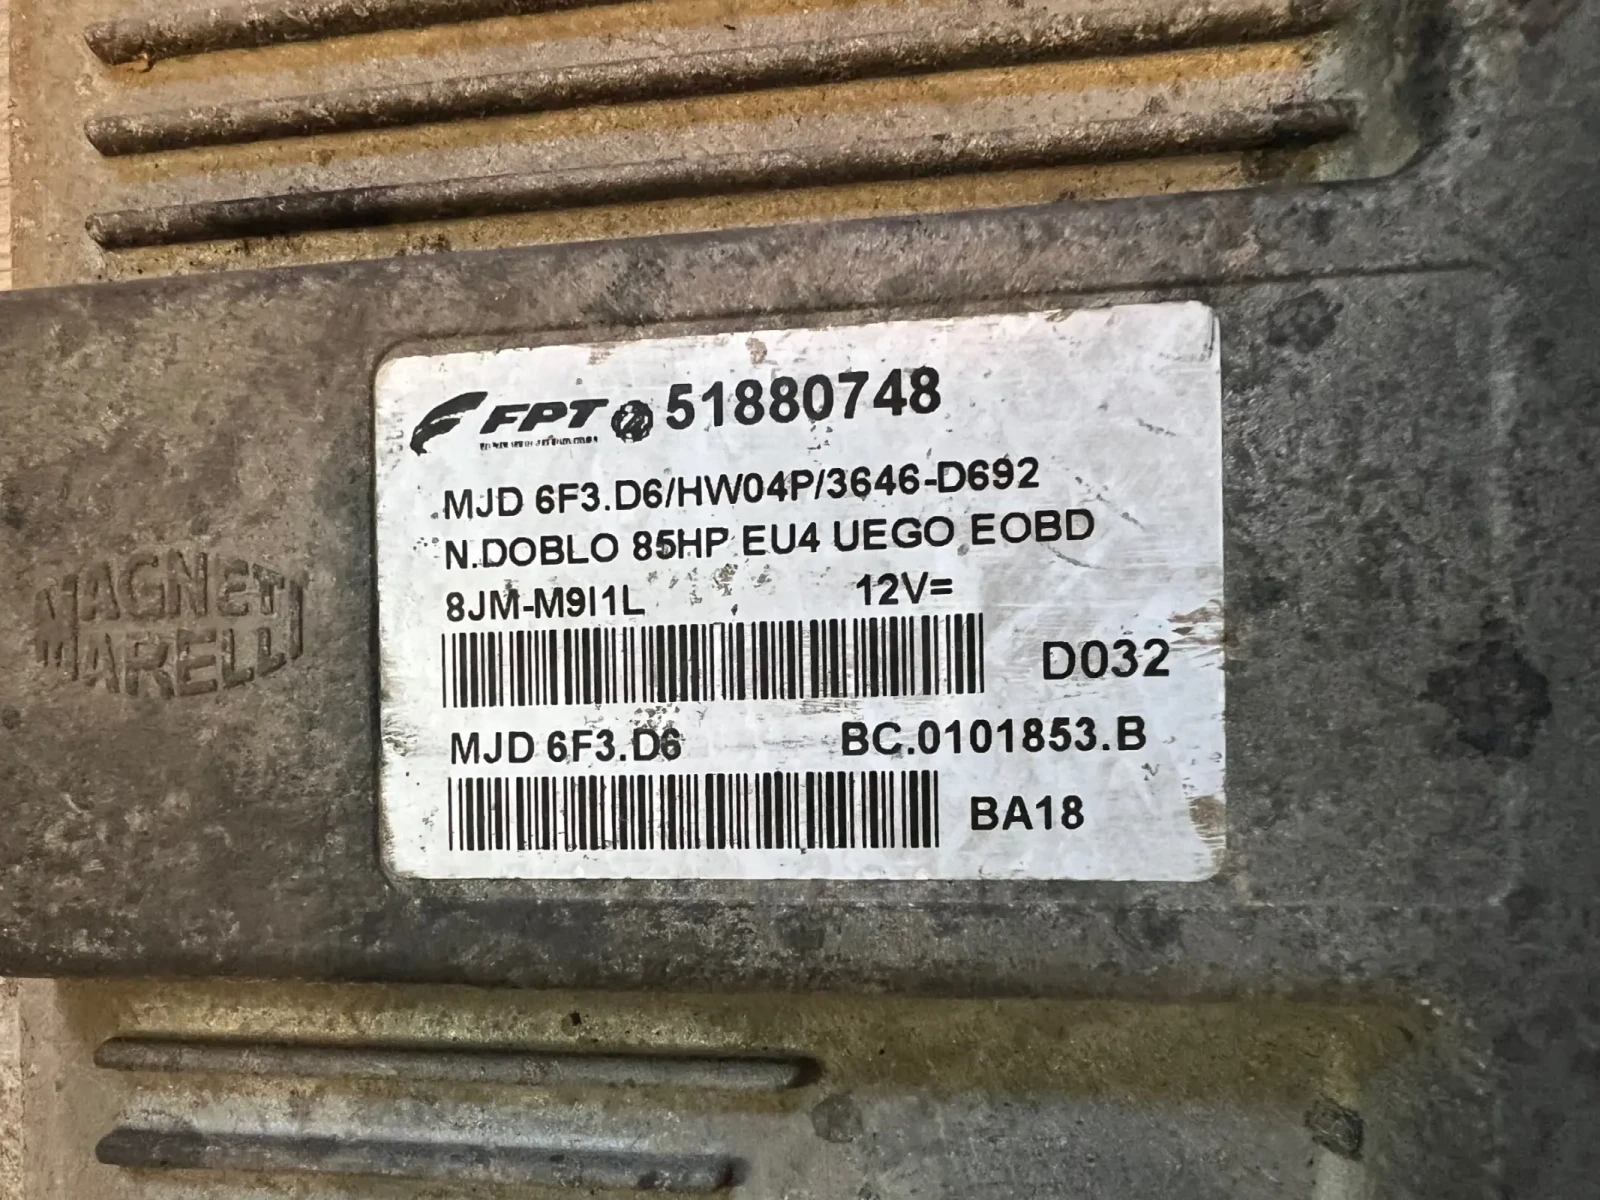 FPT 51880748
MJD 6F3.D6/HW04P/3646-D692
N.DOBLO 85HP EU4 UEGO EOBD
8JM-M9I1L 12V=
D032
MJD 6F3.D6 BC.0101853.B
BA18
MAGNETI
MARELLI